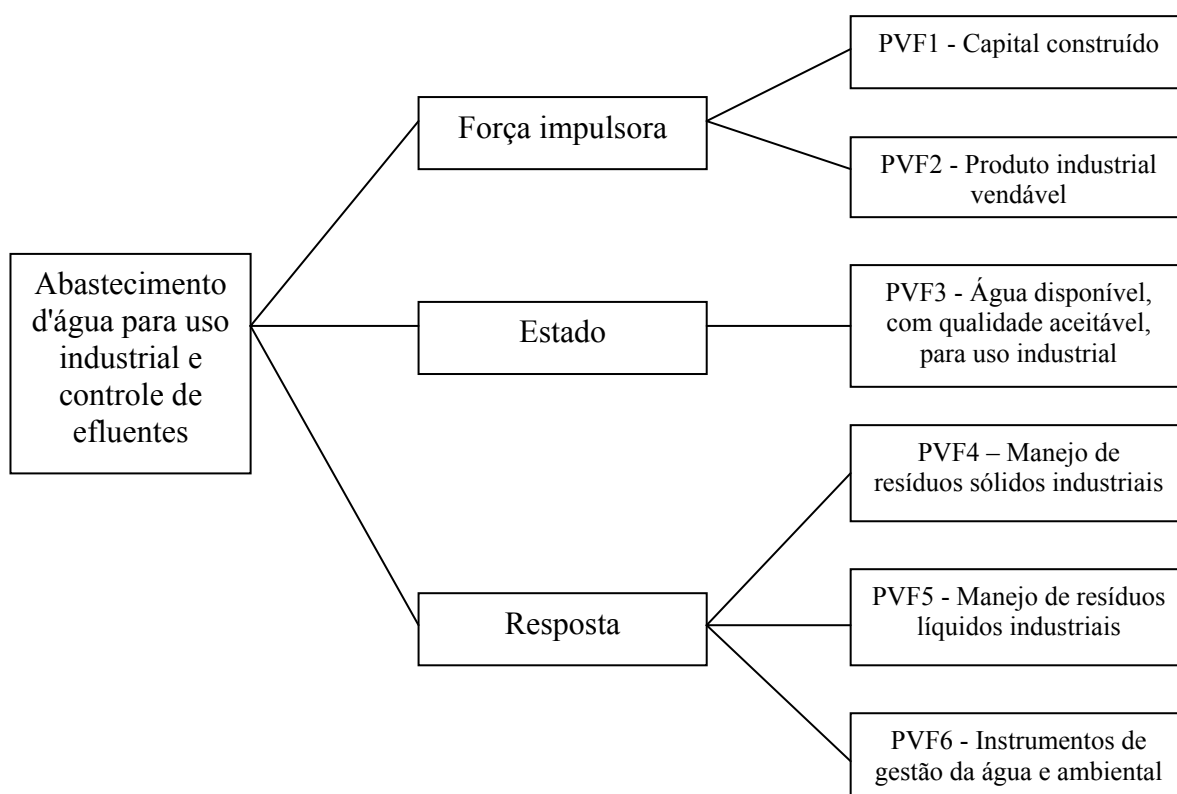 PVF1 - Capital construído
Força impulsora
PVF2 - Produto industrial
vendável
Abastecimento
d'água para uso
industrial e
controle de
efluentes
Estado
PVF3 - Água disponível,
com qualidade aceitável,
para uso industrial
PVF4 – Manejo de
resíduos sólidos industriais
Resposta
PVF5 - Manejo de resíduos
líquidos industriais
PVF6 - Instrumentos de
gestão da água e ambiental